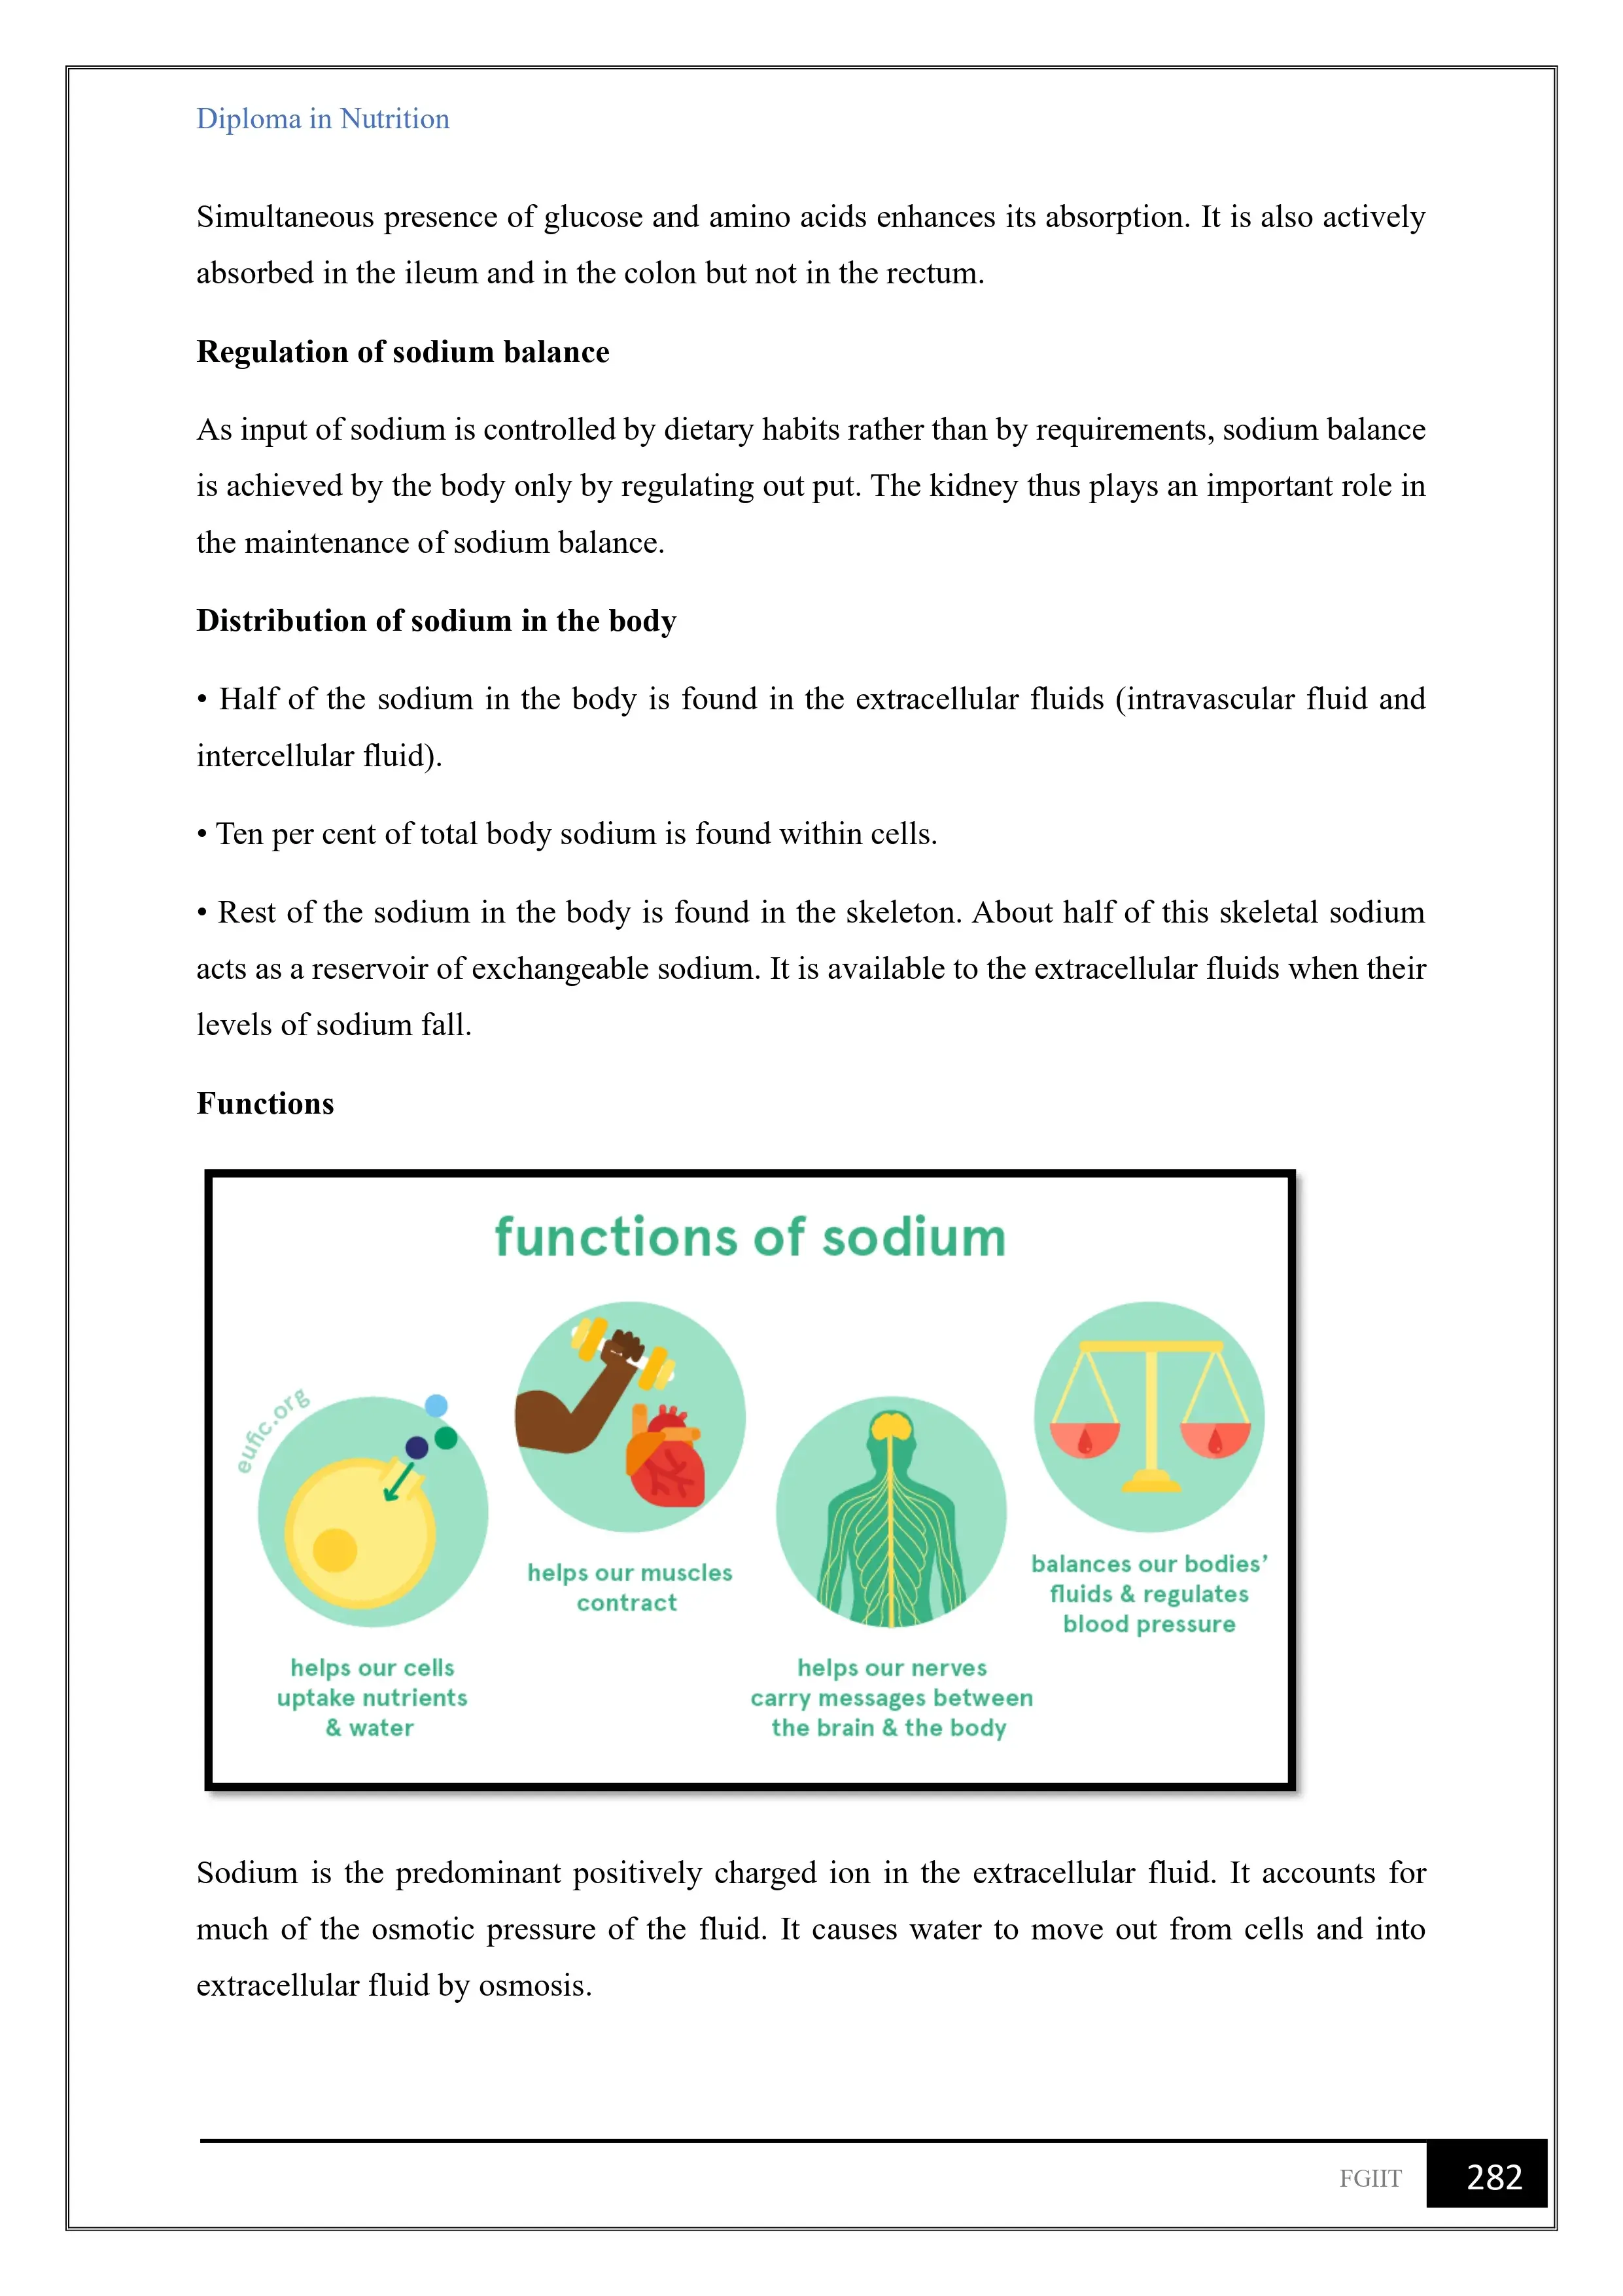 Diploma in Nutrition
Simultaneous presence of glucose and amino acids enhances its absorption. It is also actively
absorbed in the ileum and in the colon but not in the rectum.
Regulation of sodium balance
As input of sodium is controlled by dietary habits rather than by requirements, sodium balance
is achieved by the body only by regulating out put. The kidney thus plays an important role in
the maintenance of sodium balance.
Distribution of sodium in the body
• Half of the sodium in the body is found in the extracellular fluids (intravascular fluid and
intercellular fluid).
• Ten per cent of total body sodium is found within cells.
• Rest of the sodium in the body is found in the skeleton. About half of this skeletal sodium
acts as a reservoir of exchangeable sodium. It is available to the extracellular fluids when their
levels of sodium fall.
Functions
functions of sodium
eufic.org
helps our cells
uptake nutrients
& water
helps our muscles
contract
helps our nerves
carry messages between
the brain & the body
balances our bodies’
fluids & regulates
blood pressure
Sodium is the predominant positively charged ion in the extracellular fluid. It accounts for
much of the osmotic pressure of the fluid. It causes water to move out from cells and into
extracellular fluid by osmosis.
FGIIT
282